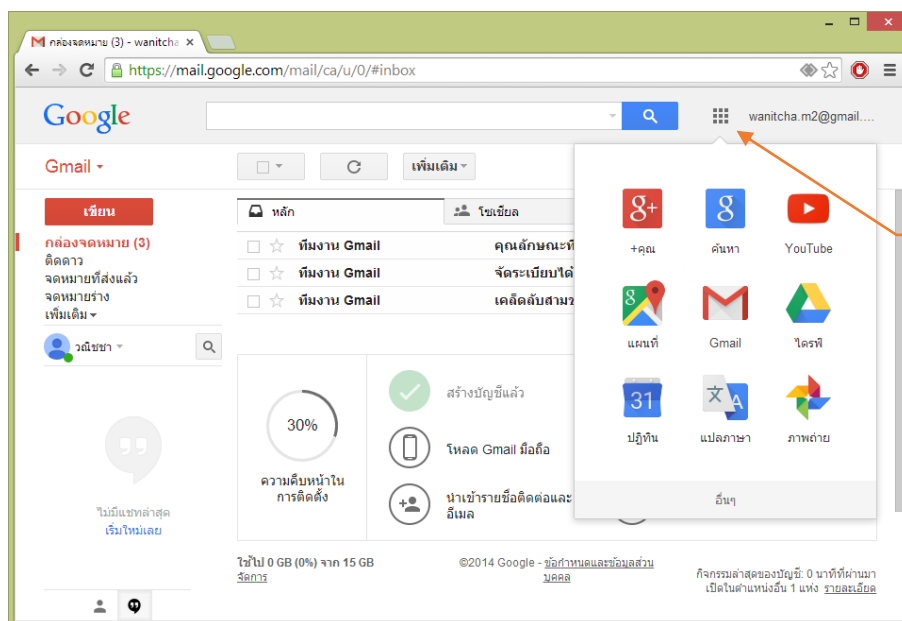 กล่องจดหมาย (3) - wanitcha
https://mail.google.com/mail/ca/u/0/#inbox
Google
wanitcha.m2@gmail....
Gmail
เพิ่มเติม
เขียน
กล่องจดหมาย (3)
ติดดาว
จดหมายที่ส่งแล้ว
จดหมายร่าง
เพิ่มเติม
วณิชชา
ไม่มีแชทล่าสุด
เริ่มใหม่เลย
หลัก
โซเชียล
ทีมงาน Gmail คุณลักษณะที
ทีมงาน Gmail จัดระเบียบได้
ทีมงาน Gmail เคล็ดลับสาม
30%
ความคืบหน้าใน
การติดตั้ง
สร้างบัญชีแล้ว
โหลด Gmail มือถือ
นำเข้ารายชื่อติดต่อและ
อีเมล
+คุณ
ค้นหา
YouTube
แผนที่
Gmail
ไดรฟ์
31
ปฏิทิน
แปลภาษา
ภาพถ่าย
อื่นๆ
ใช้ไป 0 GB (0%) จาก 15 GB
จัดการ
©2014 Google - ข้อกำหนดและข้อมูลส่วน
บุคคล
กิจกรรมล่าสุดของบัญชี: 0 นาทีที่ผ่านมา
เปิดในตำแหน่งอื่น 1 แห่ง รายละเอียด